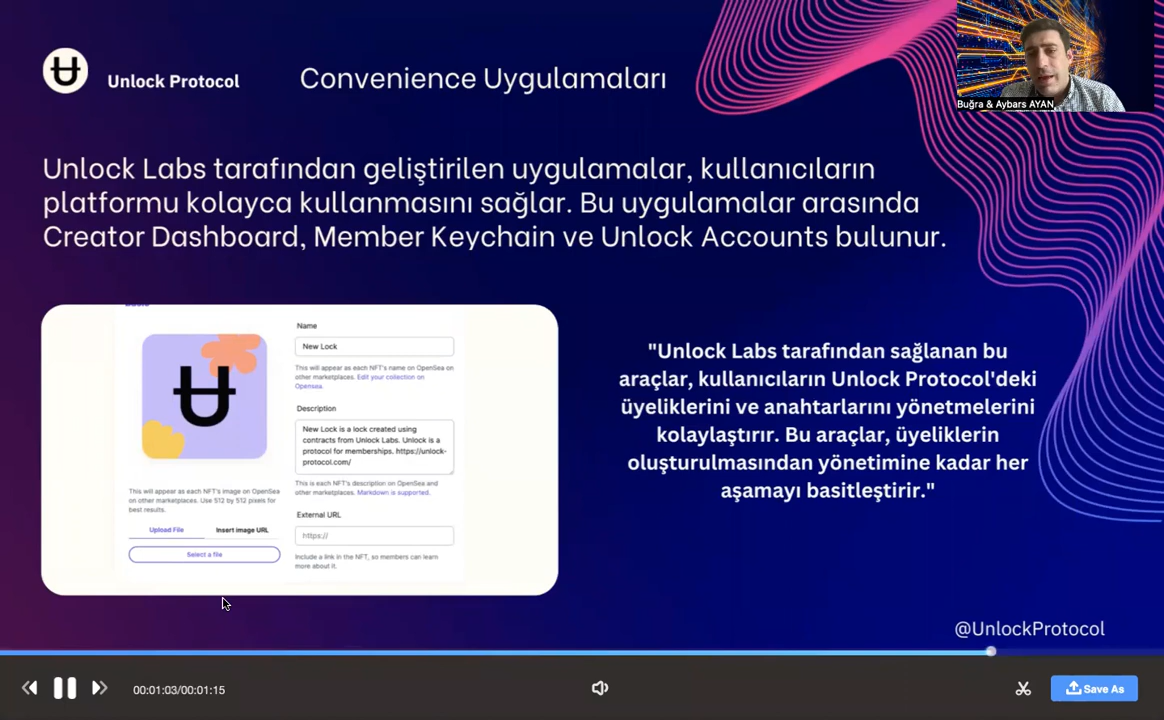 Unlock Protocol
Convenience Uygulamaları
Buğra & Aybars AYAN
Unlock Labs tarafından geliştirilen uygulamalar, kullanıcıların
platformu kolayca kullanmasını sağlar. Bu uygulamalar arasında
Creator Dashboard, Member Keychain ve Unlock Accounts bulunur.
Name
New Lock
This will appear as each NFT's name on OpenSea on
other marketplaces. Edit your collection on
Opensea.
Description
New Lock is a lock created using
contracts from Unlock Labs. Unlock is a
protocol for memberships. https://unlock-
protocol.com/
This is each NFT's description on OpenSea and
other marketplaces. Markdown is supported.
External URL
https://
Include a link in the NFT, so members can learn
more about it.
This will appear as each NFT's image on OpenSea
on other marketplaces. Use 512 by 512 pixels for
best results.
Upload File
Insert image URL
Select a file
"Unlock Labs tarafından sağlanan bu
araçlar, kullanıcıların Unlock Protocol'deki
üyeliklerini ve anahtarlarını yönetmelerini
kolaylaştırır. Bu araçlar, üyeliklerin
oluşturulmasından yönetimine kadar her
aşamayı basitleştirir."
@UnlockProtocol
00:01:03/00:01:15
Save As